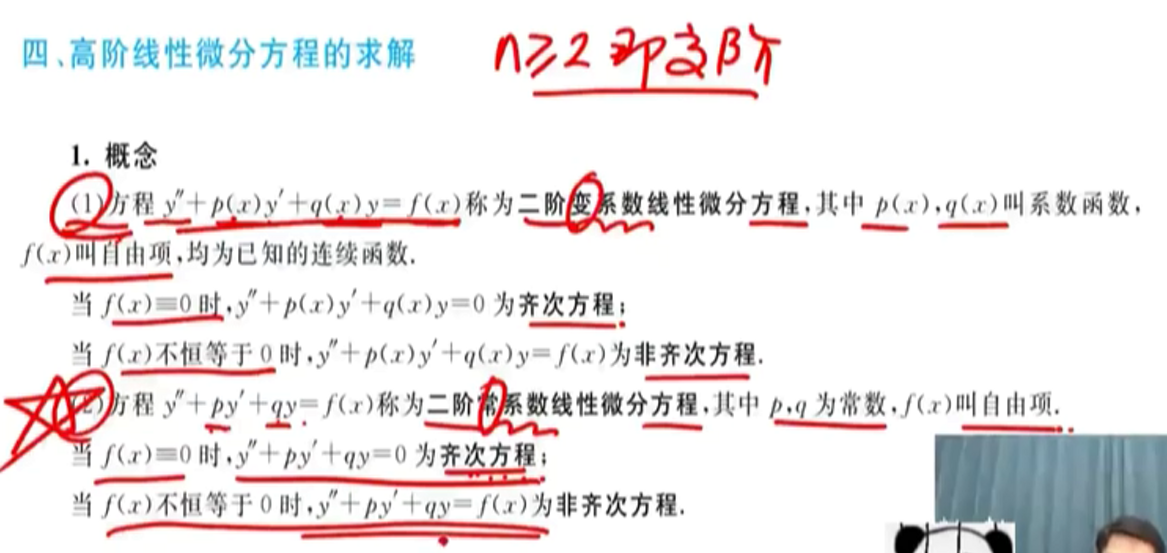 四、高阶线性微分方程的求解 n≥2 即高阶
1. 概念
(1)方程 y″+p(x)y′+q(x)y=f(x)称为二阶变系数线性微分方程,其中 p(x),q(x)叫系数函数,
f(x)叫自由项,均为已知的连续函数.
当 f(x)≡0 时,y″+p(x)y′+q(x)y=0 为齐次方程;
当 f(x)不恒等于 0 时,y″+p(x)y′+q(x)y=f(x)为非齐次方程.
(2)方程 y″+py′+qy=f(x)称为二阶常系数线性微分方程,其中 p,q 为常数,f(x)叫自由项.
当 f(x)≡0 时,y″+py′+qy=0 为齐次方程;
当 f(x)不恒等于 0 时,y″+py′+qy=f(x)为非齐次方程.